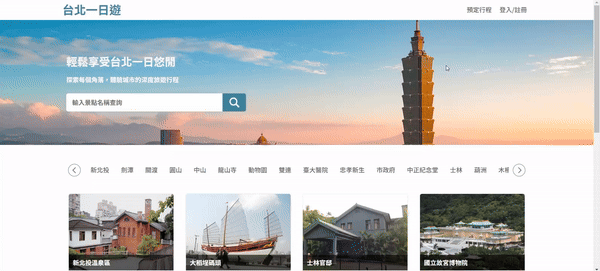 台北一日遊
預定行程 登入/註冊
輕鬆享受台北一日悠閒
探索每個角落，體驗城市的深度旅遊行程
輸入景點名稱查詢
新北投 劍潭 關渡 圓山 中山 龍山寺 動物園 雙連 臺大醫院 忠孝新生 市政府 中正紀念堂 士林 蘆洲 木柵
新北投溫泉區
大稻埕碼頭
士林官邸
國立故宮博物院